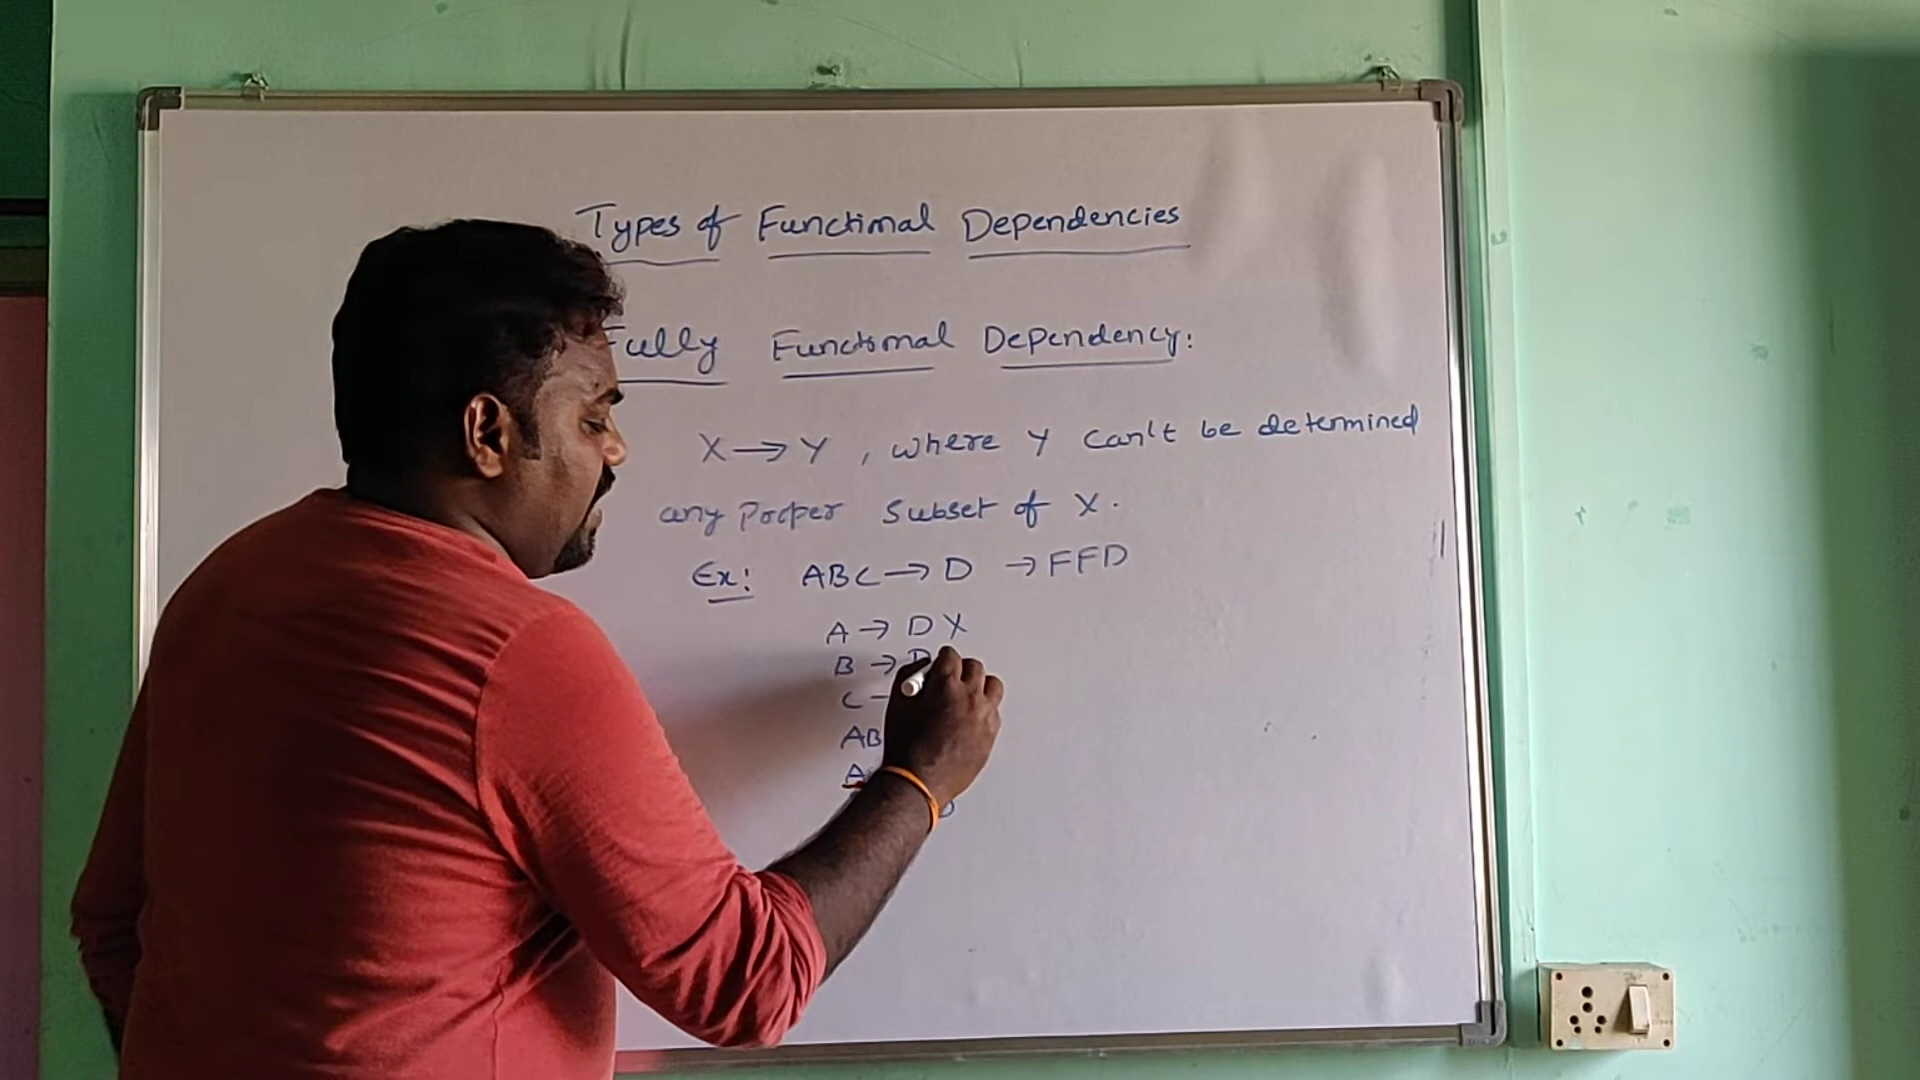 Types of Functional Dependencies
Fully Functional Dependency:
X → Y , where Y can't be determined
any proper subset of X.
Ex: ABC → D → FFD
A → D X
B → D
C -
AB
A
D